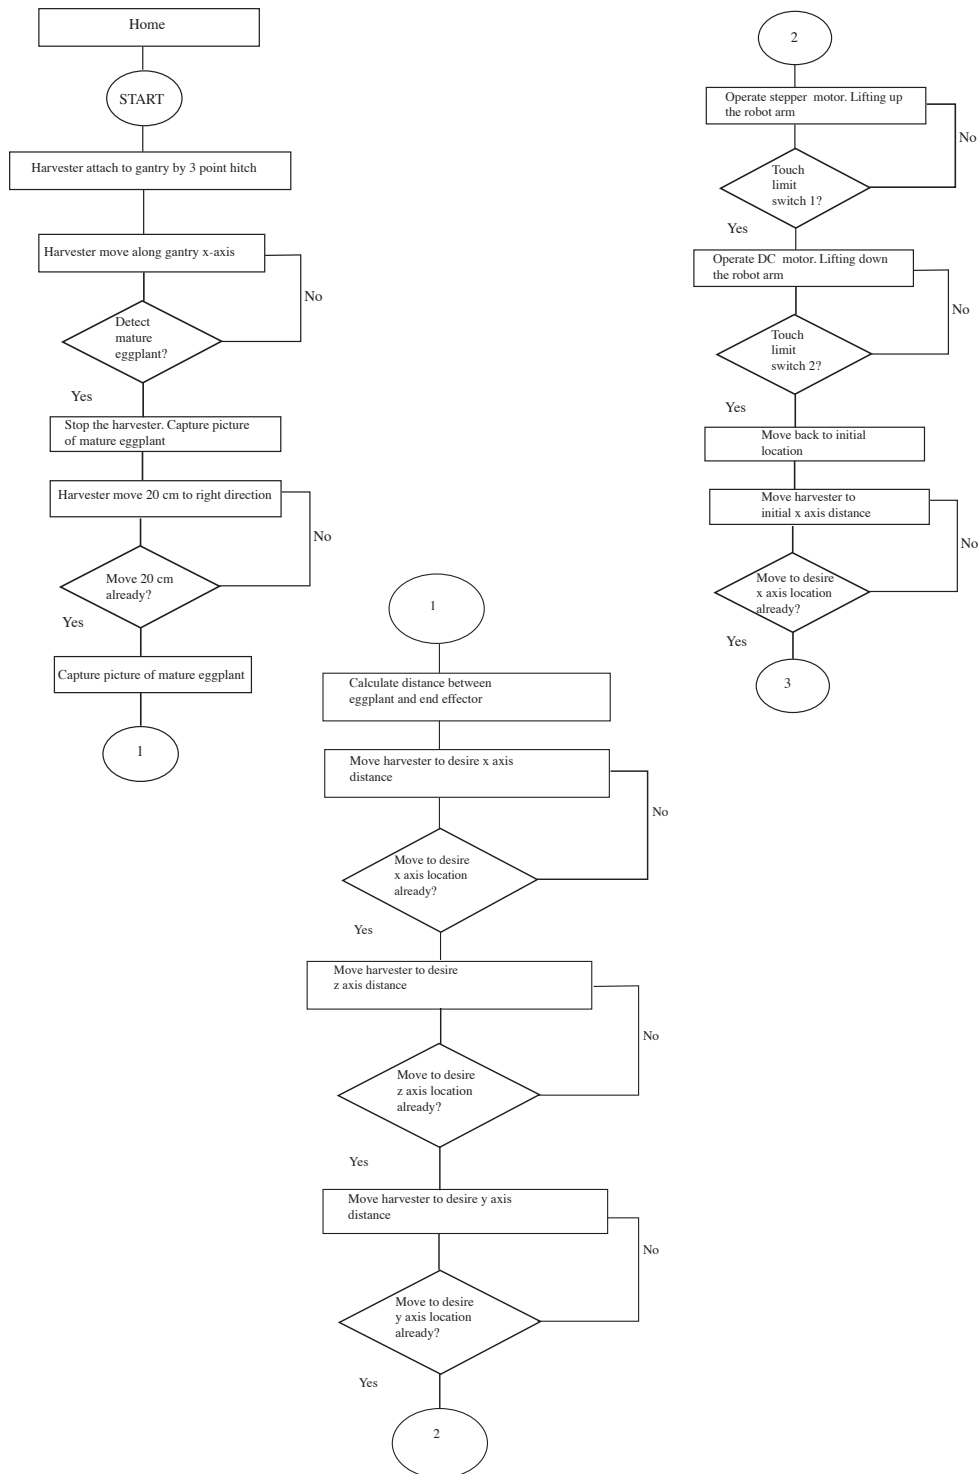 Home
START
Harvester attach to gantry by 3 point hitch
Harvester move along gantry x-axis
No
Detect
mature
eggplant?
Yes
Stop the harvester. Capture picture
of mature eggplant
Harvester move 20 cm to right direction
No
Move 20 cm
already?
Yes
Capture picture of mature eggplant
1
1
Calculate distance between
eggplant and end effector
Move harvester to desire x axis
distance
No
Move to desire
x axis location
already?
Yes
Move harvester to desire
z axis distance
No
Move to desire
z axis location
already?
Yes
Move harvester to desire y axis
distance
No
Move to desire
y axis location
already?
Yes
2
2
Operate stepper motor. Lifting up
the robot arm
No
Touch
limit
switch 1?
Yes
Operate DC motor. Lifting down
the robot arm
No
Touch
limit
switch 2?
Yes
Move back to initial
location
Move harvester to
initial x axis distance
No
Move to desire
x axis location
already?
Yes
3